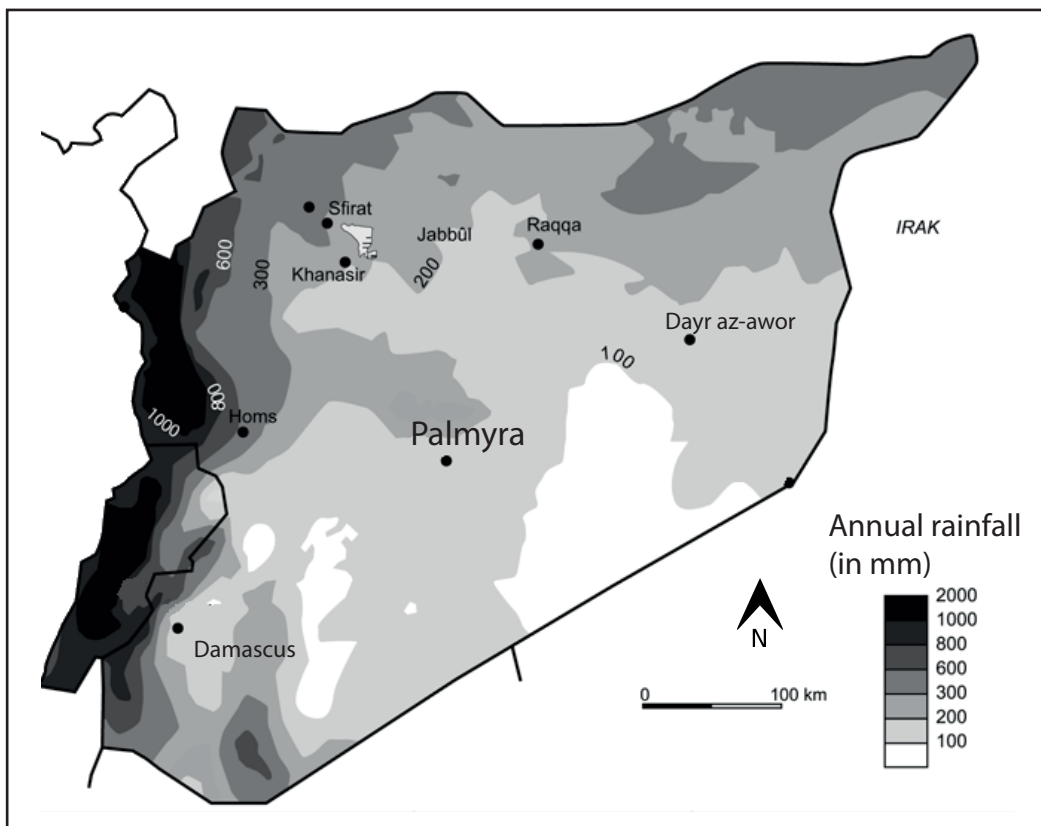 600
Sfirat
Jabbûl
Raqqa
IRAK
Khanasir
300
200
Dayr az-awor
100
800
1000
Homs
Palmyra
Annual rainfall
(in mm)
2000
1000
800
600
300
200
100
N
Damascus
0
100 km